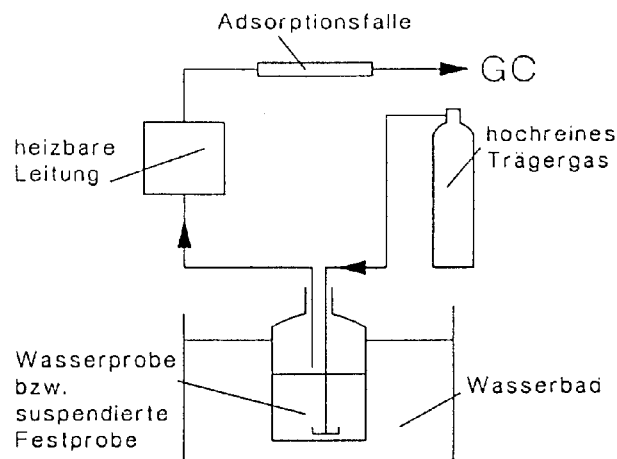 Adsorptionsfalle
GC
heizbare
Leitung
hochreines
Trägergas
Wasserprobe
bzw.
suspendierte
Festprobe
Wasserbad